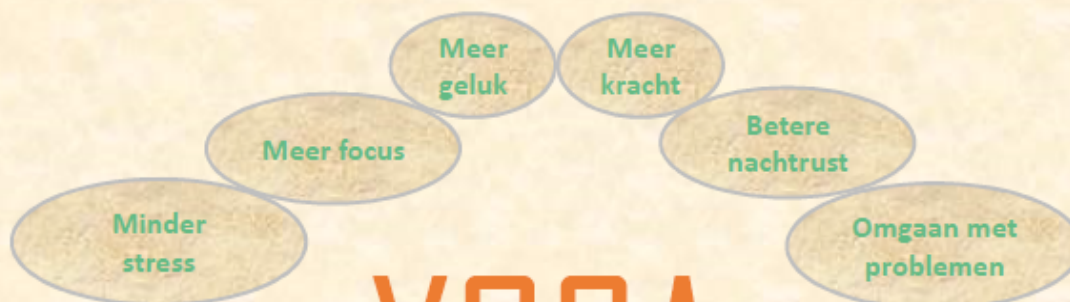 Meer
geluk
Meer
kracht
Meer focus
Betere
nachtrust
Minder
stress
Omgaan met
problemen